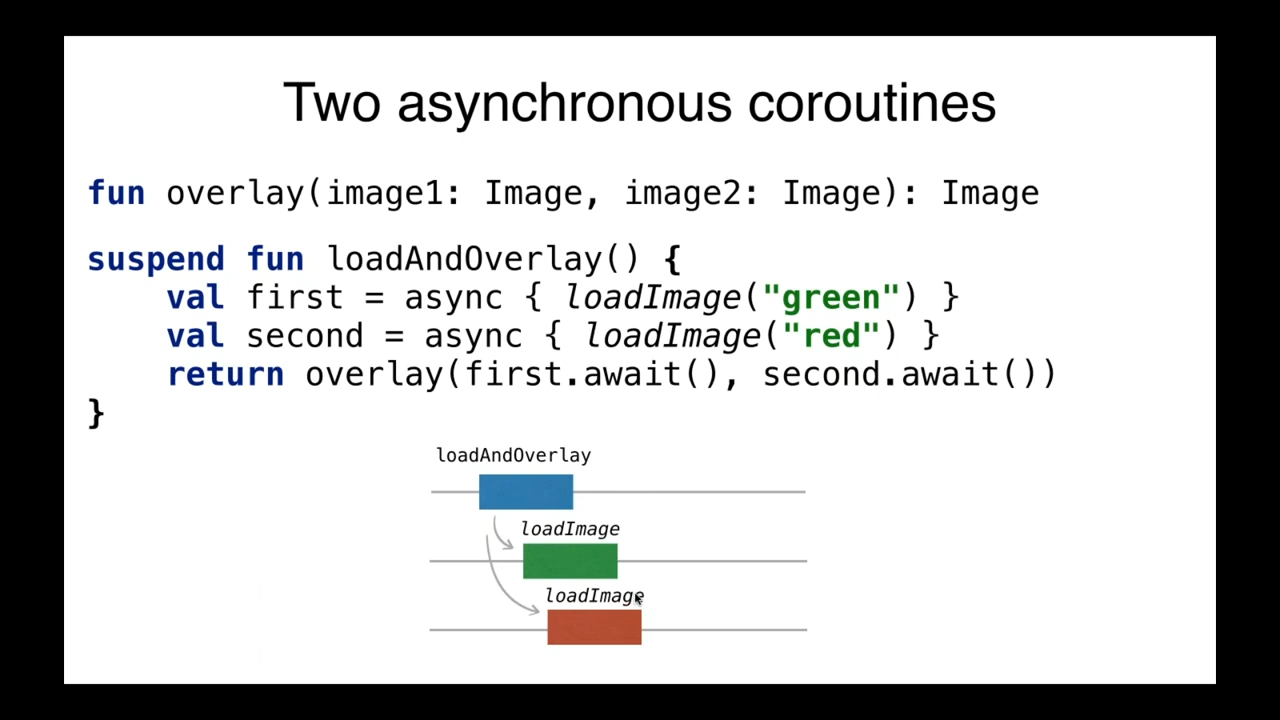 Two asynchronous coroutines
fun overlay(image1: Image, image2: Image): Image
suspend fun loadAndOverlay() {
    val first = async { loadImage("green") }
    val second = async { loadImage("red") }
    return overlay(first.await(), second.await())
}
loadAndOverlay
loadImage
loadImage